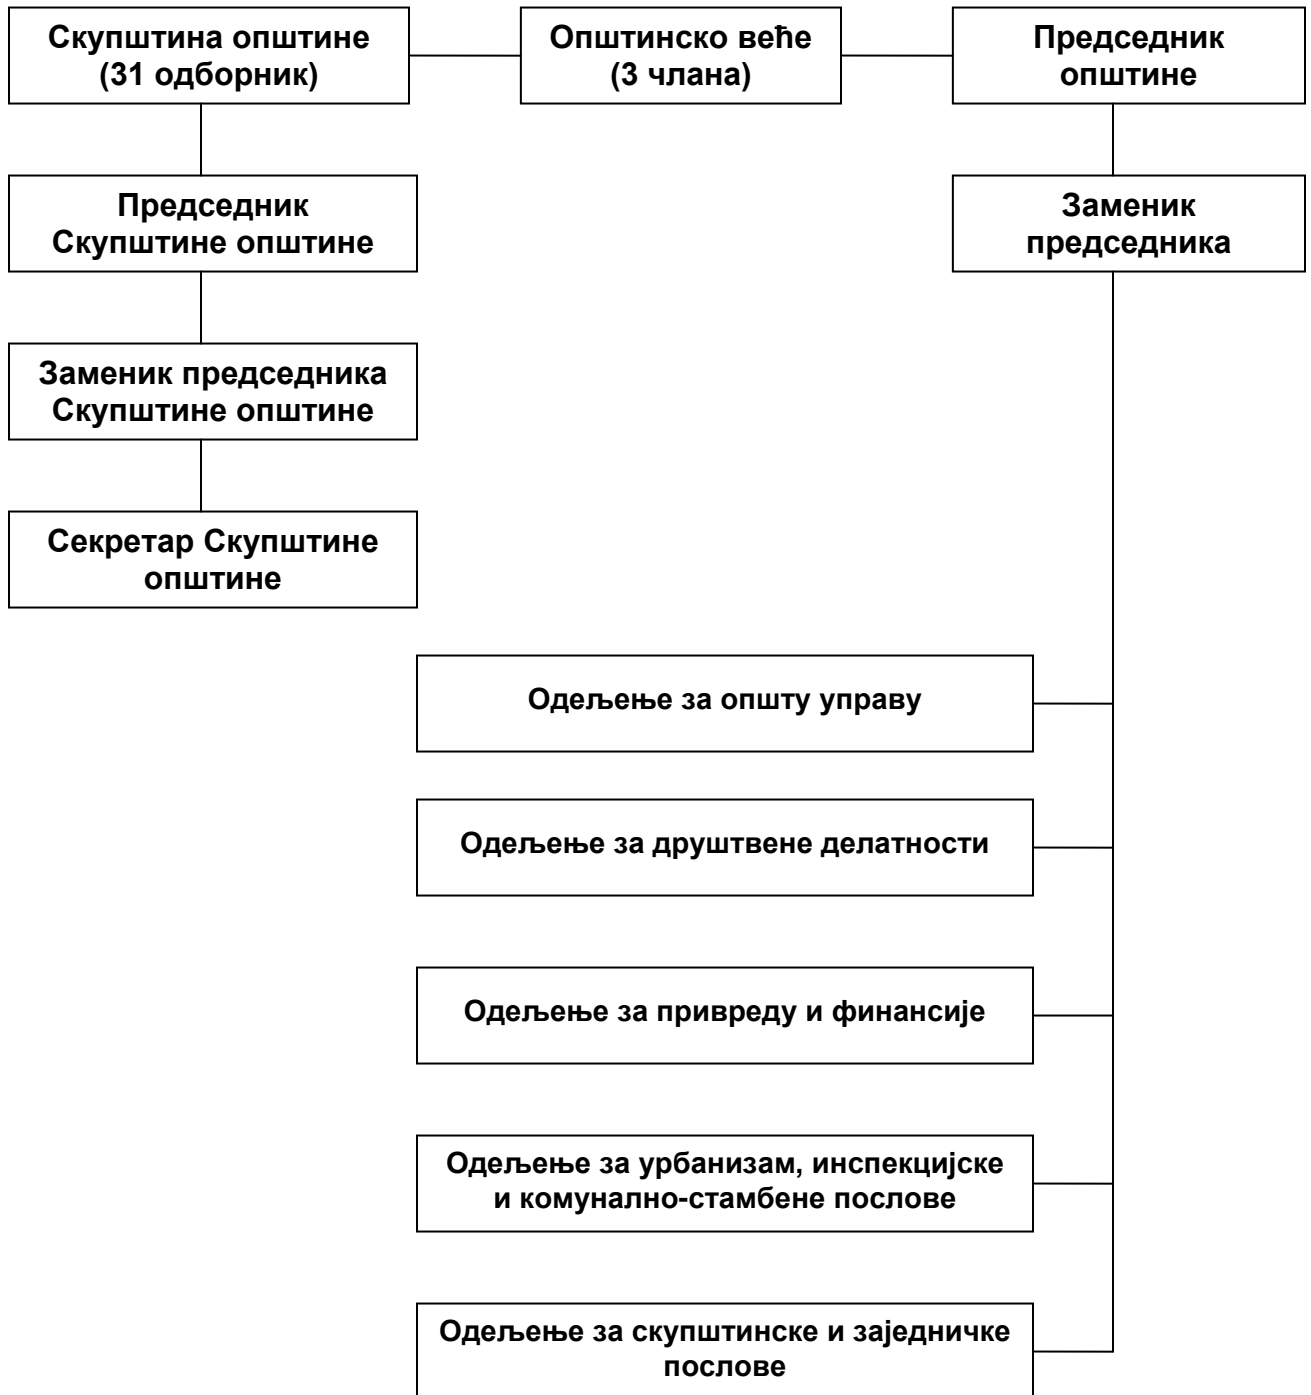 Скупштина општине
(31 одборник)
Општинско веће
(3 члана)
Председник
општине
Председник
Скупштине општине
Заменик
председника
Заменик председника
Скупштине општине
Секретар Скупштине
општине
Одељење за општу управу
Одељење за друштвене делатности
Одељење за привреду и финансије
Одељење за урбанизам, инспекцијске
и комунално-стамбене послове
Одељење за скупштинске и заједничке
послове